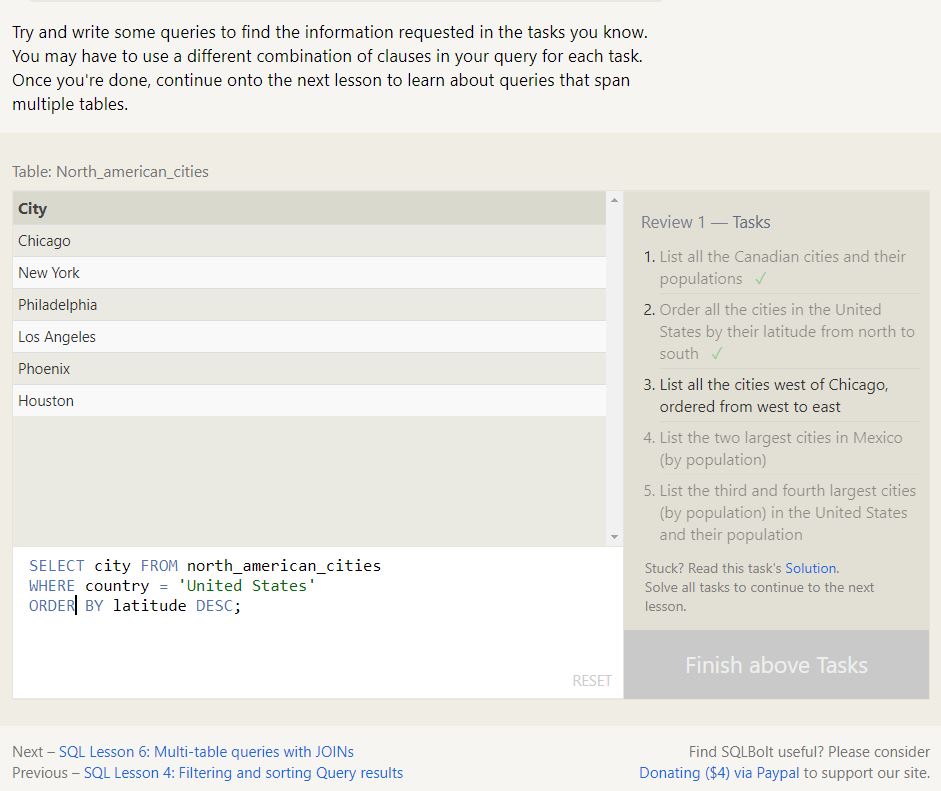 Try and write some queries to find the information requested in the tasks you know.
You may have to use a different combination of clauses in your query for each task.
Once you're done, continue onto the next lesson to learn about queries that span
multiple tables.
Table: North_american_cities
City
Chicago
New York
Philadelphia
Los Angeles
Phoenix
Houston
SELECT city FROM north_american_cities
WHERE country = 'United States'
ORDER BY latitude DESC;
RESET
Review 1 — Tasks
1. List all the Canadian cities and their
populations ✓
2. Order all the cities in the United
States by their latitude from north to
south ✓
3. List all the cities west of Chicago,
ordered from west to east
4. List the two largest cities in Mexico
(by population)
5. List the third and fourth largest cities
(by population) in the United States
and their population
Stuck? Read this task's Solution.
Solve all tasks to continue to the next
lesson.
Finish above Tasks
Next – SQL Lesson 6: Multi-table queries with JOINs
Previous – SQL Lesson 4: Filtering and sorting Query results
Find SQLBolt useful? Please consider
Donating ($4) via Paypal to support our site.